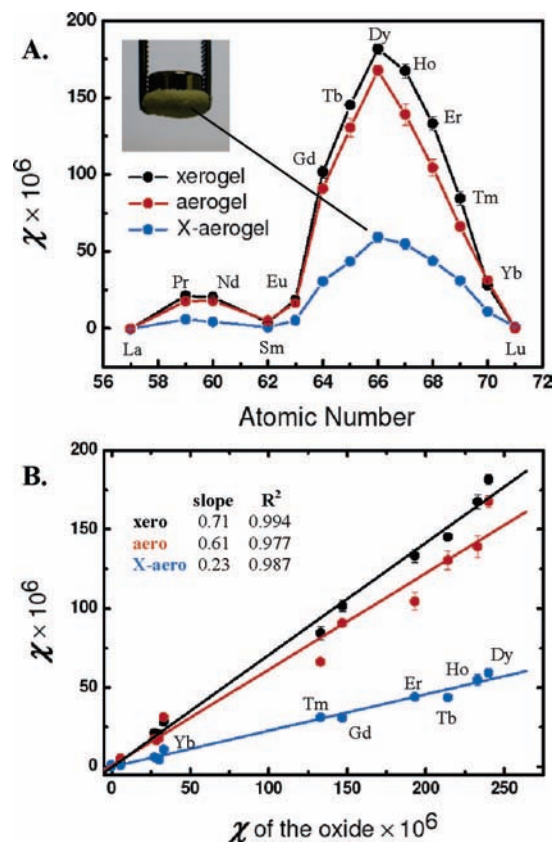 A.
Dy
Ho
Tb
Er
Gd
Tm
xerogel
aerogel
X-aerogel
Pr
Nd
Eu
Yb
La
Sm
Lu
200
150
100
50
0
χ × 10⁶
56 58 60 62 64 66 68 70 72
Atomic Number
B.
slope R²
xero 0.71 0.994
aero 0.61 0.977
X-aero 0.23 0.987
Yb
Tm
Gd
Er
Tb
Ho
Dy
200
150
100
50
0
χ × 10⁶
0 50 100 150 200 250
χ of the oxide × 10⁶